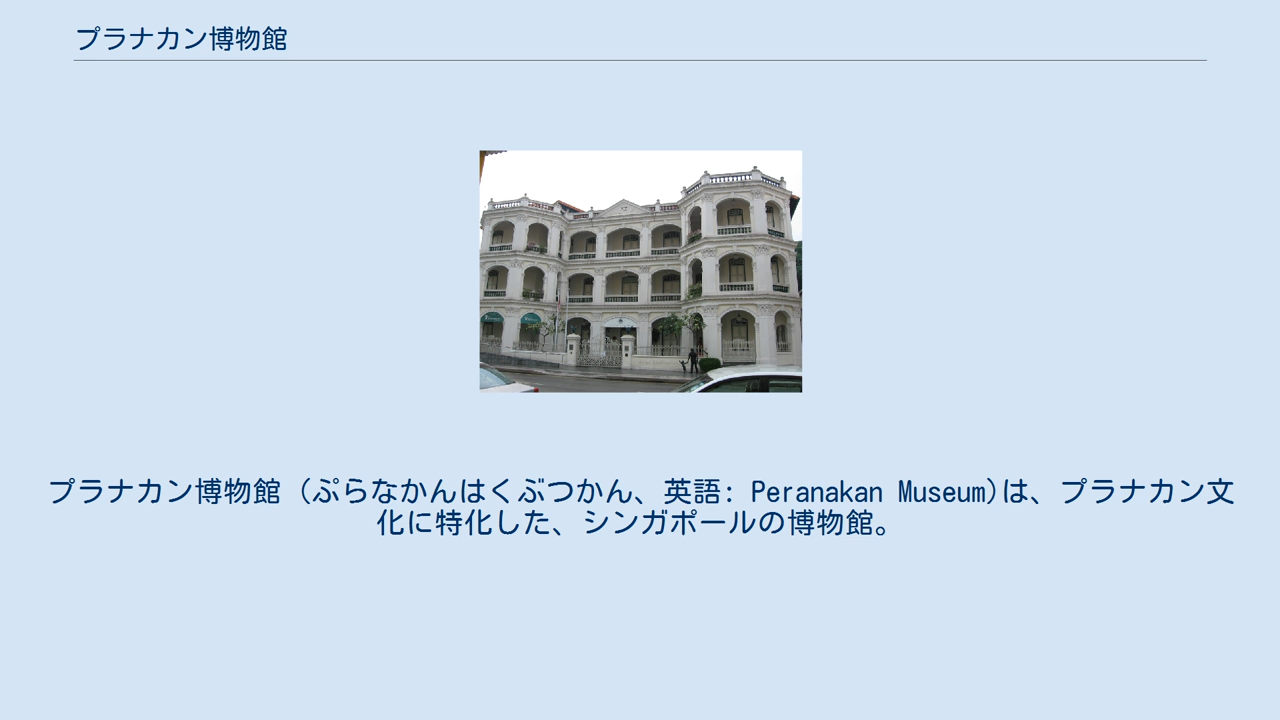 プラナカン博物館
プラナカン博物館 (ぷらなかんはくぶつかん、英語: Peranakan Museum)は、プラナカン文
化に特化した、シンガポールの博物館。